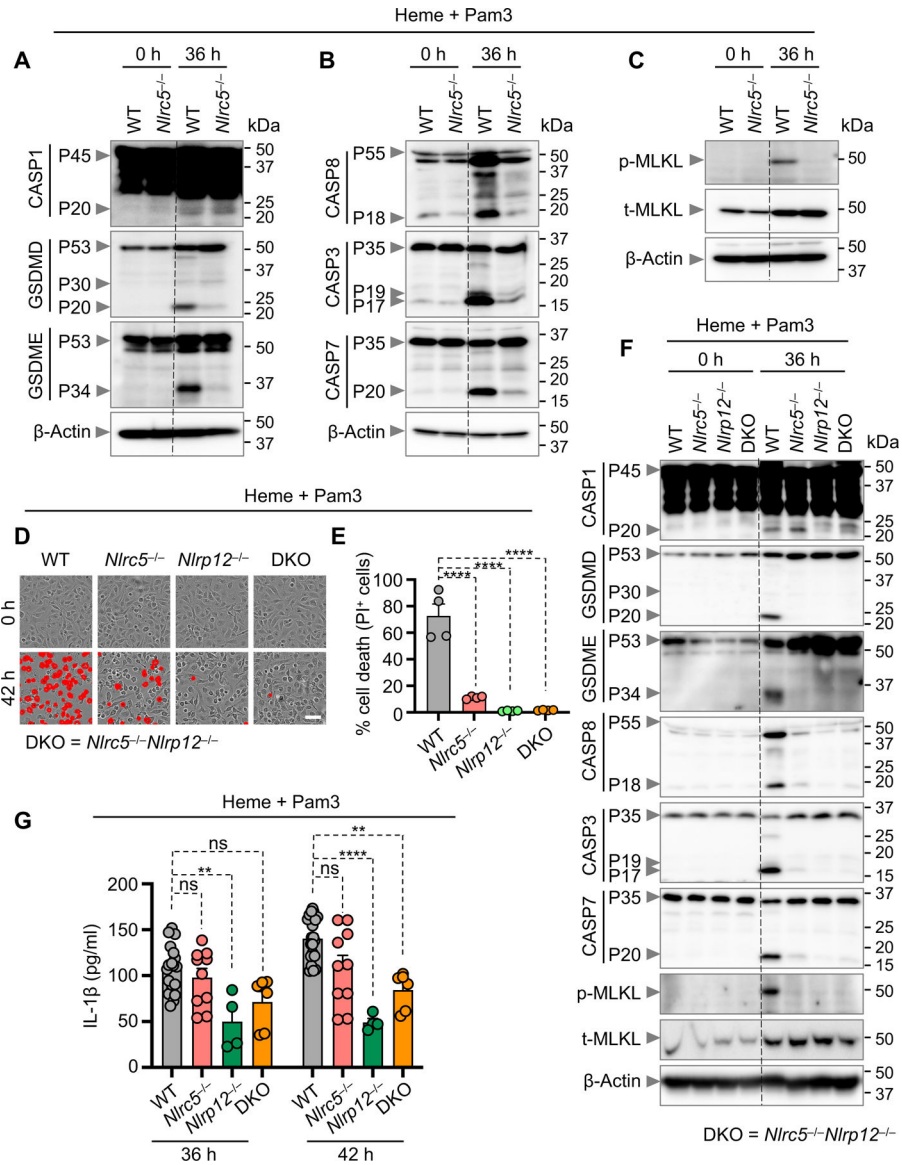 Heme + Pam3
A
0 h 36 h
WT Nlrc5–/– WT Nlrc5–/– kDa
CASP1
P45 50
37
25
P20 20
GSDMD
P53 50
37
P30
25
P20 20
GSDME
P53 50
37
P34
β-Actin 50
37
B
0 h 36 h
WT Nlrc5–/– WT Nlrc5–/– kDa
CASP8
P55 50
37
25
P18 20
CASP3
P35 37
25
20
P19
P17 15
CASP7
P35 37
25
P20 20
15
β-Actin 50
37
C
0 h 36 h
WT Nlrc5–/– WT Nlrc5–/– kDa
p-MLKL 50
t-MLKL 50
β-Actin 50
37
Heme + Pam3
D
WT Nlrc5–/– Nlrp12–/– DKO
0 h
42 h
DKO = Nlrc5–/–Nlrp12–/–
E
% cell death (PI+ cells)
100
80
60
40
20
10
0
****
****
****
WT Nlrc5–/– Nlrp12–/– DKO
F
Heme + Pam3
0 h 36 h
WT Nlrc5–/– Nlrp12–/– DKO WT Nlrc5–/– Nlrp12–/– DKO kDa
CASP1
P45 50
37
25
P20 20
GSDMD
P53 50
37
P30
25
P20 20
GSDME
P53 50
37
P34
CASP8
P55 50
37
25
P18 20
CASP3
P35 37
25
20
P19
P17 15
CASP7
P35 37
25
20
P20
15
p-MLKL 50
t-MLKL 50
β-Actin 50
37
DKO = Nlrc5–/–Nlrp12–/–
G
Heme + Pam3
IL-1β (pg/ml)
200
150
100
50
0
ns
**
ns
**
****
ns
WT Nlrc5–/– Nlrp12–/– DKO WT Nlrc5–/– Nlrp12–/– DKO
36 h 42 h